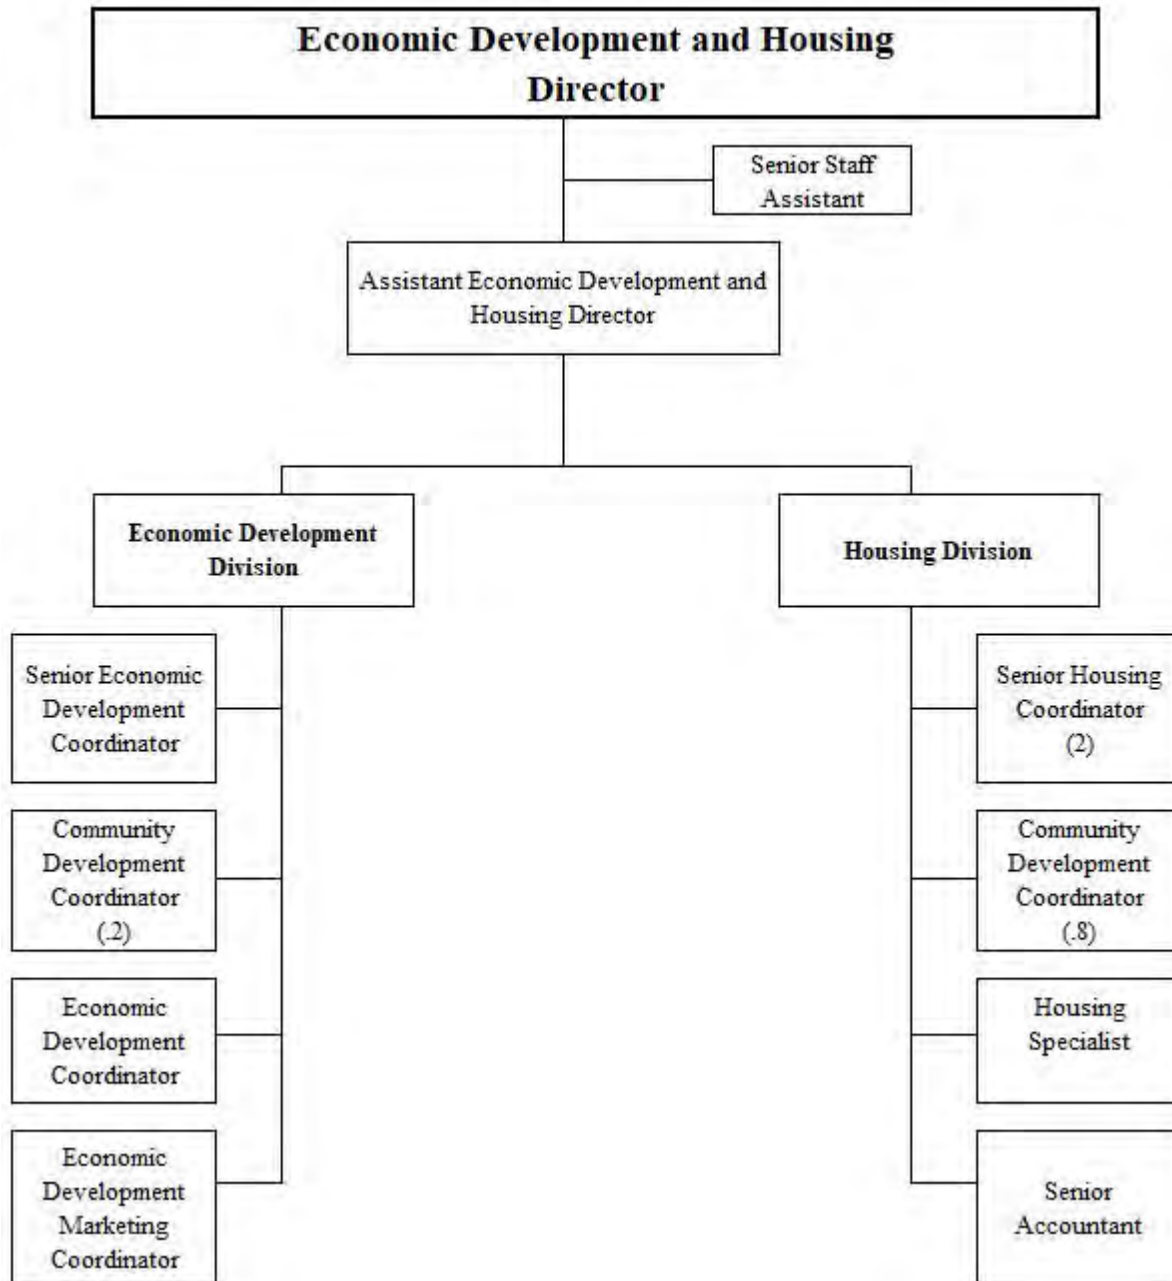 Economic Development and Housing
Director
Senior Staff
Assistant
Assistant Economic Development and
Housing Director
Economic Development
Division
Housing Division
Senior Economic
Development
Coordinator
Community
Development
Coordinator
(.2)
Economic
Development
Coordinator
Economic
Development
Marketing
Coordinator
Senior Housing
Coordinator
(2)
Community
Development
Coordinator
(.8)
Housing
Specialist
Senior
Accountant